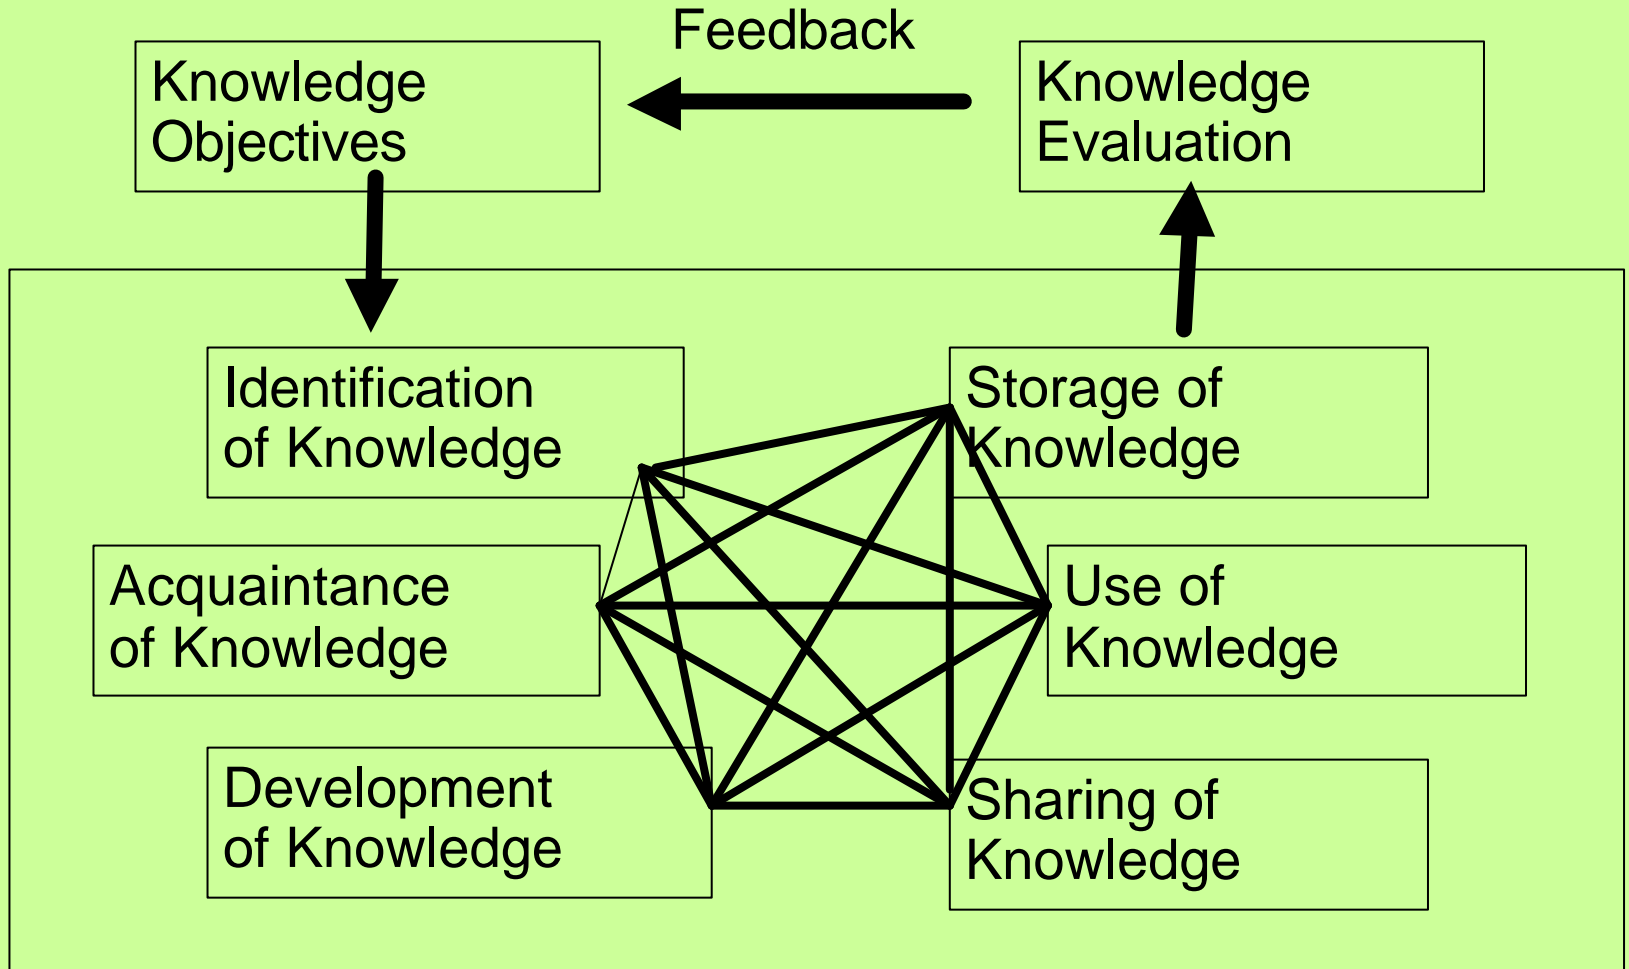 Feedback
Knowledge
Objectives
Knowledge
Evaluation
Identification
of Knowledge
Storage of
Knowledge
Acquaintance
of Knowledge
Use of
Knowledge
Development
of Knowledge
Sharing of
Knowledge